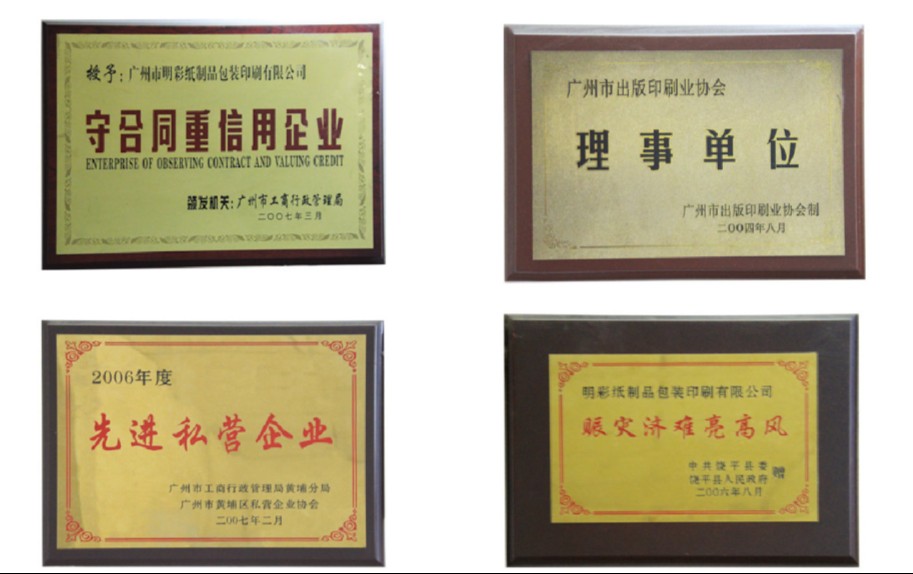 授予：广州市明彩纸制品包装印刷有限公司
守合同重信用企业
ENTERPRISE OF OBSERVING CONTRACT AND VALUING CREDIT
颁发机关：广州市工商行政管理局
二〇〇七年三月
广州市出版印刷业协会
理事单位
广州市出版印刷业协会制
二〇〇四年八月
2006年度
先进私营企业
广州市工商行政管理局黄埔分局
广州市黄埔区私营企业协会
二〇〇七年二月
明彩纸制品包装印刷有限公司
赈灾济难亮高风
中共饶平县委
饶平县人民政府 赠
二〇〇六年八月